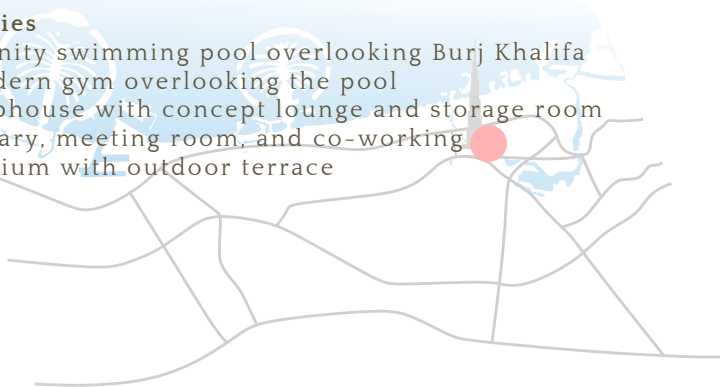 ies
nity swimming pool overlooking Burj Khalifa
dern gym overlooking the pool
phouse with concept lounge and storage room
ary, meeting room, and co-working
ium with outdoor terrace